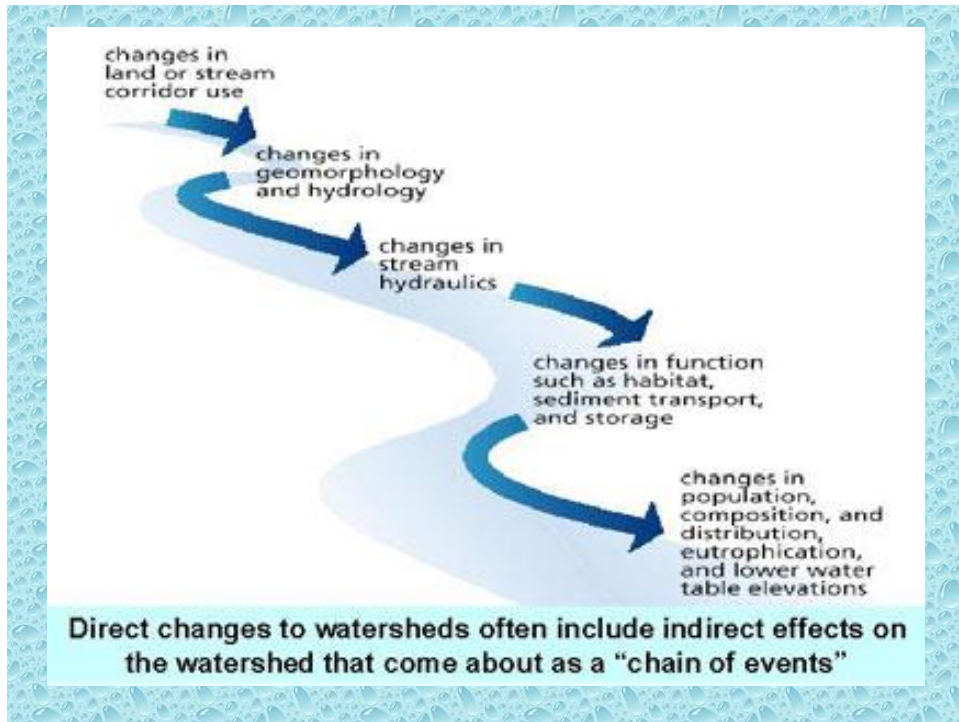 changes in
land or stream
corridor use
changes in
geomorphology
and hydrology
changes in
stream
hydraulics
changes in function
such as habitat,
sediment transport,
and storage
changes in
population,
composition, and
distribution,
eutrophication,
and lower water
table elevations
Direct changes to watersheds often include indirect effects on
the watershed that come about as a “chain of events”